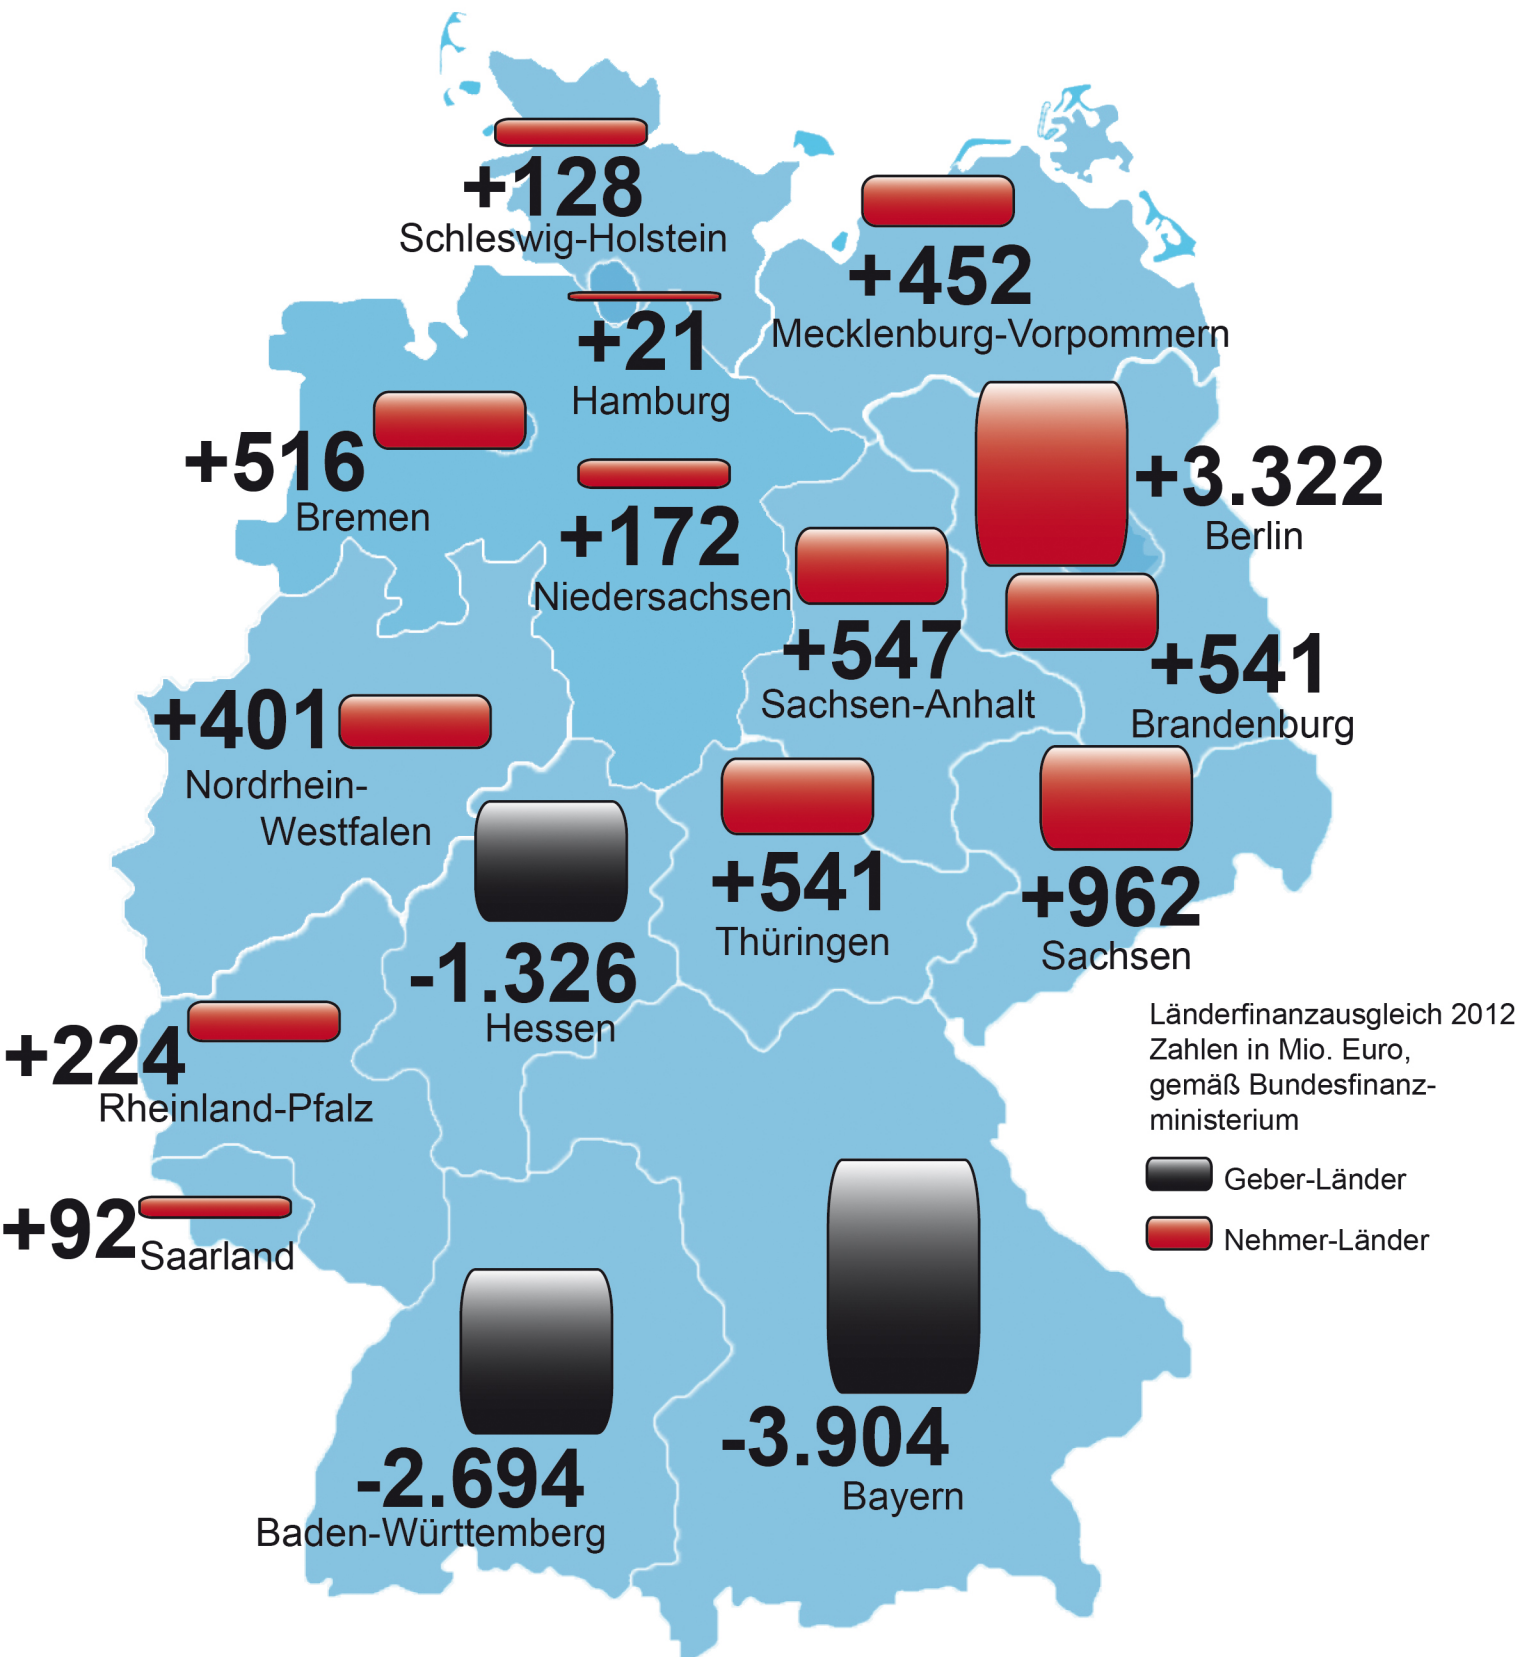 +128
Schleswig-Holstein
+452
Mecklenburg-Vorpommern
+21
Hamburg
+516
Bremen
+172
Niedersachsen
+3.322
Berlin
+547
Sachsen-Anhalt
+541
Brandenburg
+401
Nordrhein-
Westfalen
-1.326
Hessen
+541
Thüringen
+962
Sachsen
+224
Rheinland-Pfalz
+92
Saarland
-2.694
Baden-Württemberg
-3.904
Bayern
Länderfinanzausgleich 2012
Zahlen in Mio. Euro,
gemäß Bundesfinanz-
ministerium
Geber-Länder
Nehmer-Länder